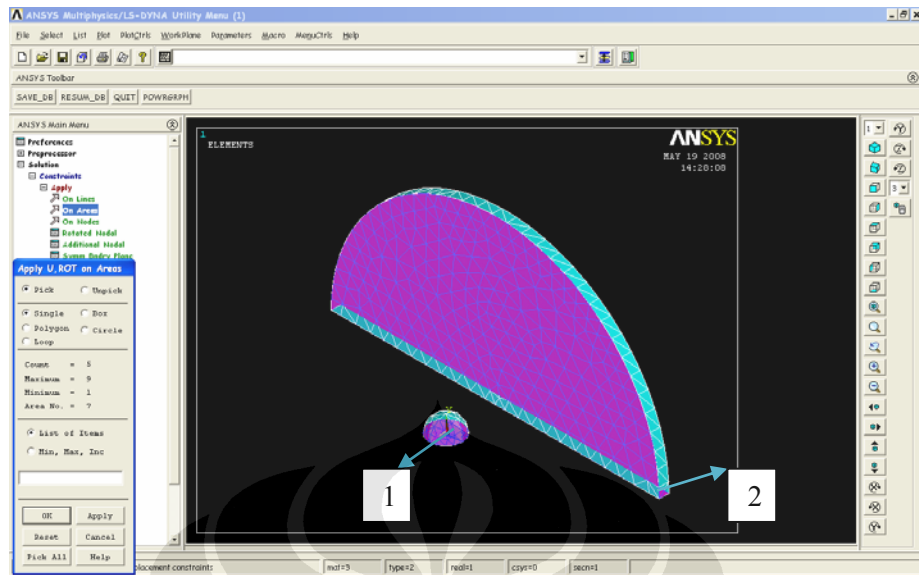 ANSYS Multiphysics/LS-DYNA Utility Menu (1)
File Select List Plot PlotCtrls WorkPlane Parameters Macro MenuCtrls Help
ANSYS Toolbar
SAVE_DB RESUM_DB QUIT POWRGRPH
ANSYS Main Menu
Preferences
Preprocessor
Solution
Constraints
Apply
On Lines
On Areas
On Nodes
Rotated Nodal
Additional Nodal
Symm Bndry Plane
Apply U,ROT on Areas
Pick Unpick
Single Box
Polygon Circle
Loop
Count = 5
Maximum = 9
Minimum = 1
Area No. = 7
List of Items
Min, Max, Inc
OK Apply
Reset Cancel
Pick All Help
1
ELEMENTS
ANSYS
MAY 19 2008
14:28:08
1
2
1
3
placement constraints
mat=3 type=2 real=1 csys=0 secn=1